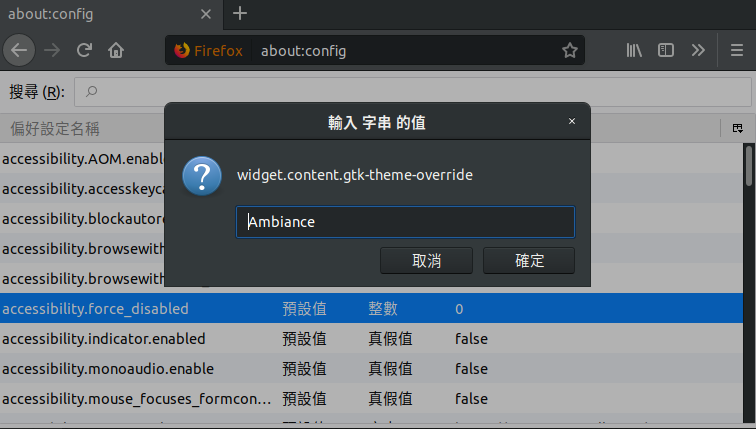 about:config
Firefox about:config
搜尋 (R):
偏好設定名稱
輸入 字串 的值
widget.content.gtk-theme-override
Ambiance
取消 確定
accessibility.AOM.enabl
accessibility.accesskeyca
accessibility.blockautore
accessibility.browsewith
accessibility.browsewith
accessibility.force_disabled 預設值 整數 0
accessibility.indicator.enabled 預設值 真假值 false
accessibility.monoaudio.enable 預設值 真假值 false
accessibility.mouse_focuses_formcon... 預設值 真假值 false